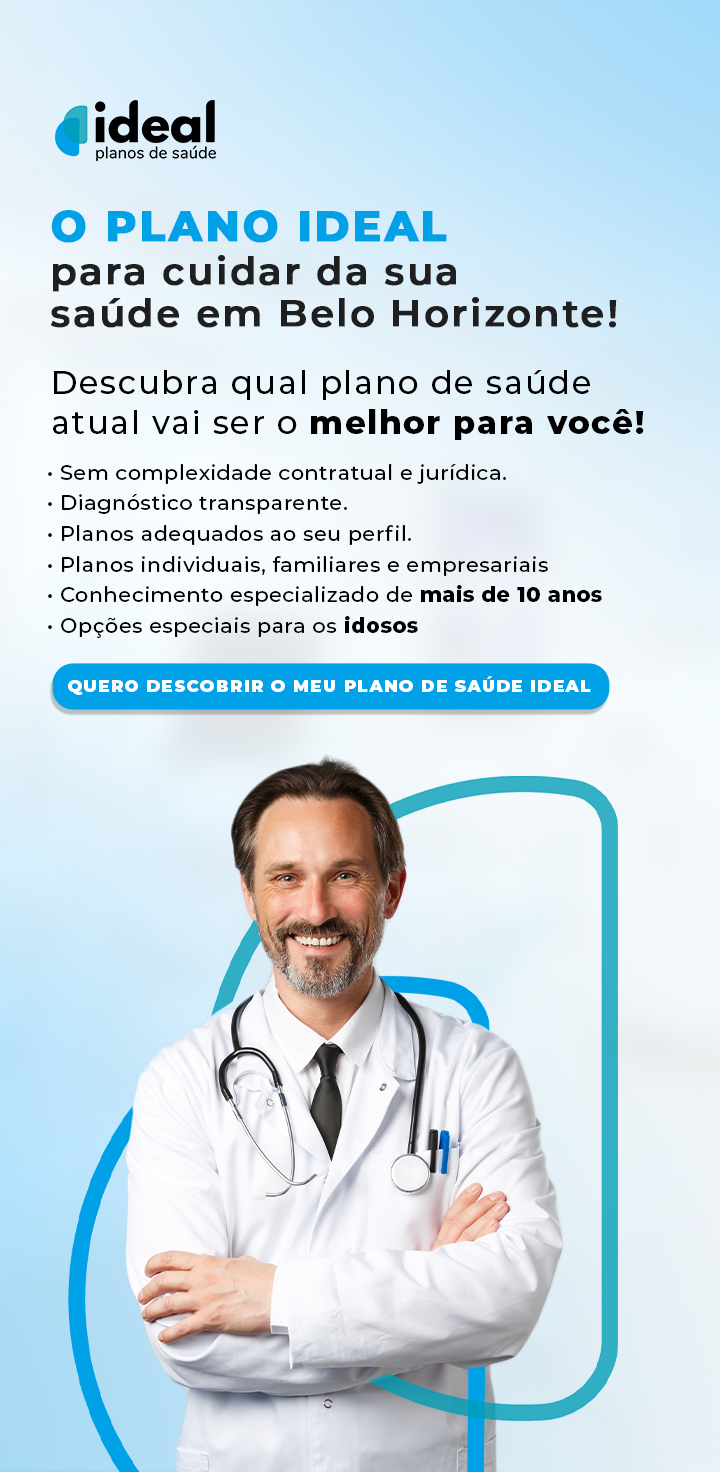 ideal
planos de saúde
O PLANO IDEAL
para cuidar da sua
saúde em Belo Horizonte!
Descubra qual plano de saúde
atual vai ser o melhor para você!
• Sem complexidade contratual e jurídica.
• Diagnóstico transparente.
• Planos adequados ao seu perfil.
• Planos individuais, familiares e empresariais
• Conhecimento especializado de mais de 10 anos
• Opções especiais para os idosos
QUERO DESCOBRIR O MEU PLANO DE SAÚDE IDEAL